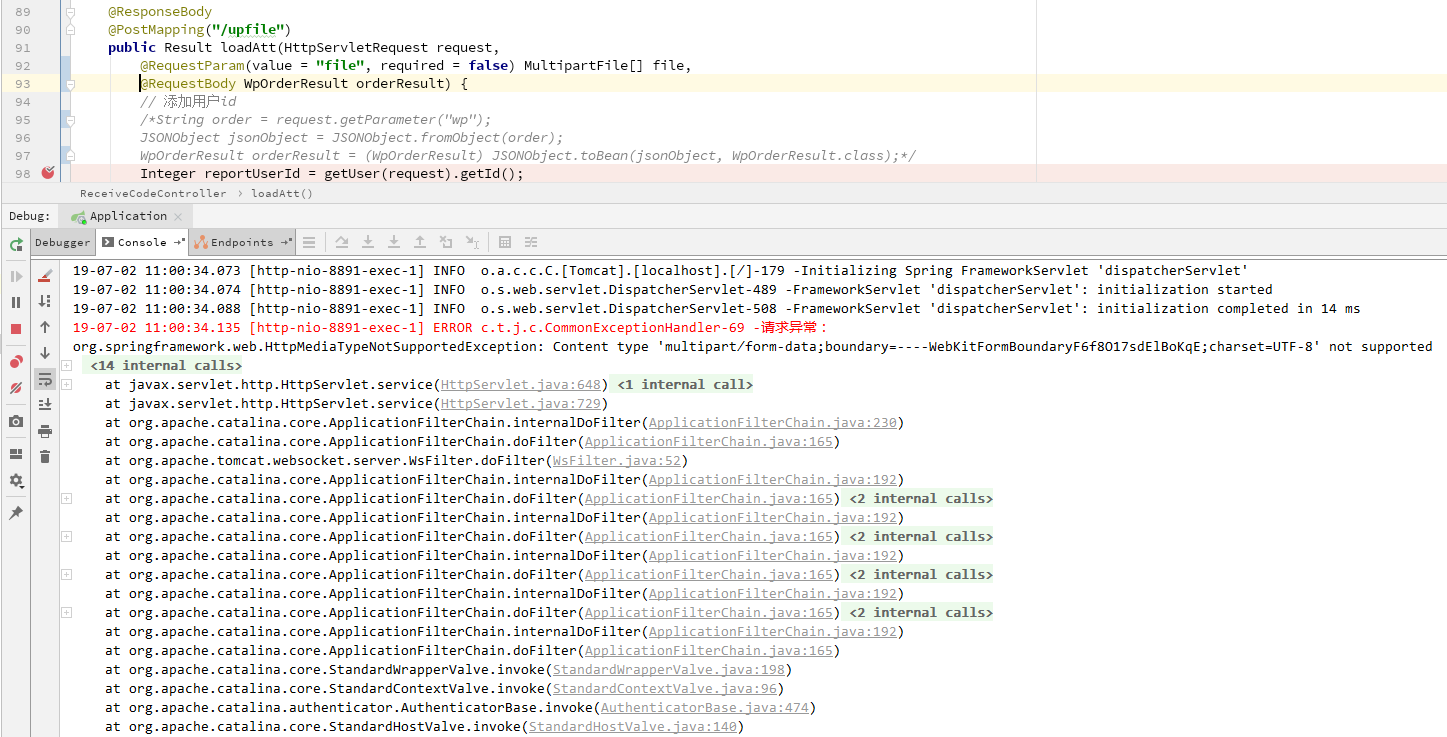 89 @ResponseBody
90 @PostMapping("/upfile")
91 public Result loadAtt(HttpServletRequest request,
92 @RequestParam(value = "file", required = false) MultipartFile[] file,
93 @RequestBody WpOrderResult orderResult) {
94 // 添加用户id
95 /*String order = request.getParameter("wp");
96 JSONObject jsonObject = JSONObject.fromObject(order);
97 WpOrderResult orderResult = (WpOrderResult) JSONObject.toBean(jsonObject, WpOrderResult.class);*/
98 Integer reportUserId = getUser(request).getId();
ReceiveCodeController › loadAtt()
Debug: Application ×
Debugger Console Endpoints
19-07-02 11:00:34.073 [http-nio-8891-exec-1] INFO  o.a.c.c.C.[Tomcat].[localhost].[/]-179 -Initializing Spring FrameworkServlet 'dispatcherServlet'
19-07-02 11:00:34.074 [http-nio-8891-exec-1] INFO  o.s.web.servlet.DispatcherServlet-489 -FrameworkServlet 'dispatcherServlet': initialization started
19-07-02 11:00:34.088 [http-nio-8891-exec-1] INFO  o.s.web.servlet.DispatcherServlet-508 -FrameworkServlet 'dispatcherServlet': initialization completed in 14 ms
19-07-02 11:00:34.135 [http-nio-8891-exec-1] ERROR c.t.j.c.CommonExceptionHandler-69 -请求异常：
org.springframework.web.HttpMediaTypeNotSupportedException: Content type 'multipart/form-data;boundary=----WebKitFormBoundaryF6f8O17sdElBoKqE;charset=UTF-8' not supported
<14 internal calls>
at javax.servlet.http.HttpServlet.service(HttpServlet.java:648) <1 internal call>
at javax.servlet.http.HttpServlet.service(HttpServlet.java:729)
at org.apache.catalina.core.ApplicationFilterChain.internalDoFilter(ApplicationFilterChain.java:230)
at org.apache.catalina.core.ApplicationFilterChain.doFilter(ApplicationFilterChain.java:165)
at org.apache.tomcat.websocket.server.WsFilter.doFilter(WsFilter.java:52)
at org.apache.catalina.core.ApplicationFilterChain.internalDoFilter(ApplicationFilterChain.java:192)
at org.apache.catalina.core.ApplicationFilterChain.doFilter(ApplicationFilterChain.java:165) <2 internal calls>
at org.apache.catalina.core.ApplicationFilterChain.internalDoFilter(ApplicationFilterChain.java:192)
at org.apache.catalina.core.ApplicationFilterChain.doFilter(ApplicationFilterChain.java:165) <2 internal calls>
at org.apache.catalina.core.ApplicationFilterChain.internalDoFilter(ApplicationFilterChain.java:192)
at org.apache.catalina.core.ApplicationFilterChain.doFilter(ApplicationFilterChain.java:165) <2 internal calls>
at org.apache.catalina.core.ApplicationFilterChain.internalDoFilter(ApplicationFilterChain.java:192)
at org.apache.catalina.core.ApplicationFilterChain.doFilter(ApplicationFilterChain.java:165) <2 internal calls>
at org.apache.catalina.core.ApplicationFilterChain.internalDoFilter(ApplicationFilterChain.java:192)
at org.apache.catalina.core.ApplicationFilterChain.doFilter(ApplicationFilterChain.java:165)
at org.apache.catalina.core.StandardWrapperValve.invoke(StandardWrapperValve.java:198)
at org.apache.catalina.core.StandardContextValve.invoke(StandardContextValve.java:96)
at org.apache.catalina.authenticator.AuthenticatorBase.invoke(AuthenticatorBase.java:474)
at org.apache.catalina.core.StandardHostValve.invoke(StandardHostValve.java:140)